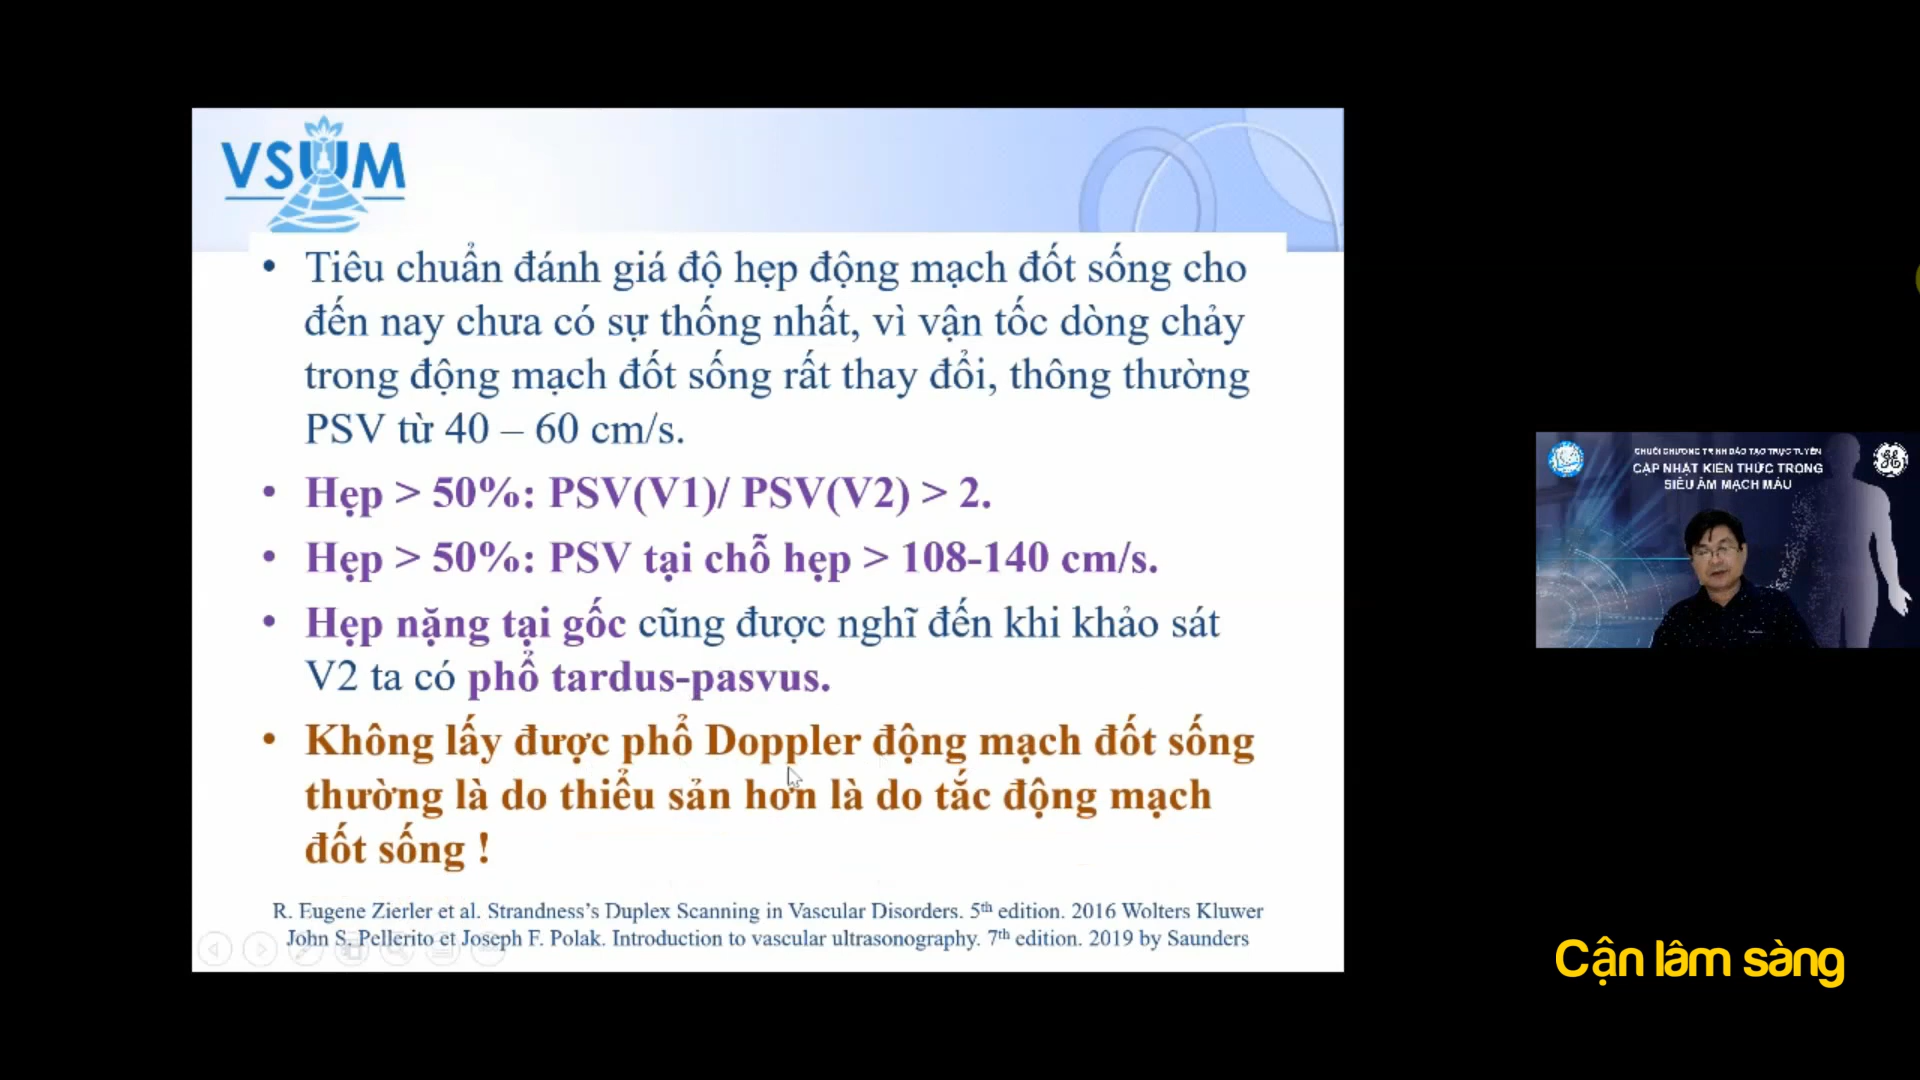 VSUM
• Tiêu chuẩn đánh giá độ hẹp động mạch đốt sống cho
đến nay chưa có sự thống nhất, vì vận tốc dòng chảy
trong động mạch đốt sống rất thay đổi, thông thường
PSV từ 40 – 60 cm/s.
• Hẹp > 50%: PSV(V1)/ PSV(V2) > 2.
• Hẹp > 50%: PSV tại chỗ hẹp > 108-140 cm/s.
• Hẹp nặng tại gốc cũng được nghĩ đến khi khảo sát
V2 ta có phổ tardus-pasvus.
• Không lấy được phổ Doppler động mạch đốt sống
thường là do thiểu sản hơn là do tắc động mạch
đốt sống !
R. Eugene Zierler et al. Strandness’s Duplex Scanning in Vascular Disorders. 5th edition. 2016 Wolters Kluwer
John S. Pellerito et Joseph F. Polak. Introduction to vascular ultrasonography. 7th edition. 2019 by Saunders
CHUỖI CHƯƠNG TRÌNH ĐÀO TẠO TRỰC TUYẾN
CẬP NHẬT KIẾN THỨC TRONG
SIÊU ÂM MẠCH MÁU
Cận lâm sàng